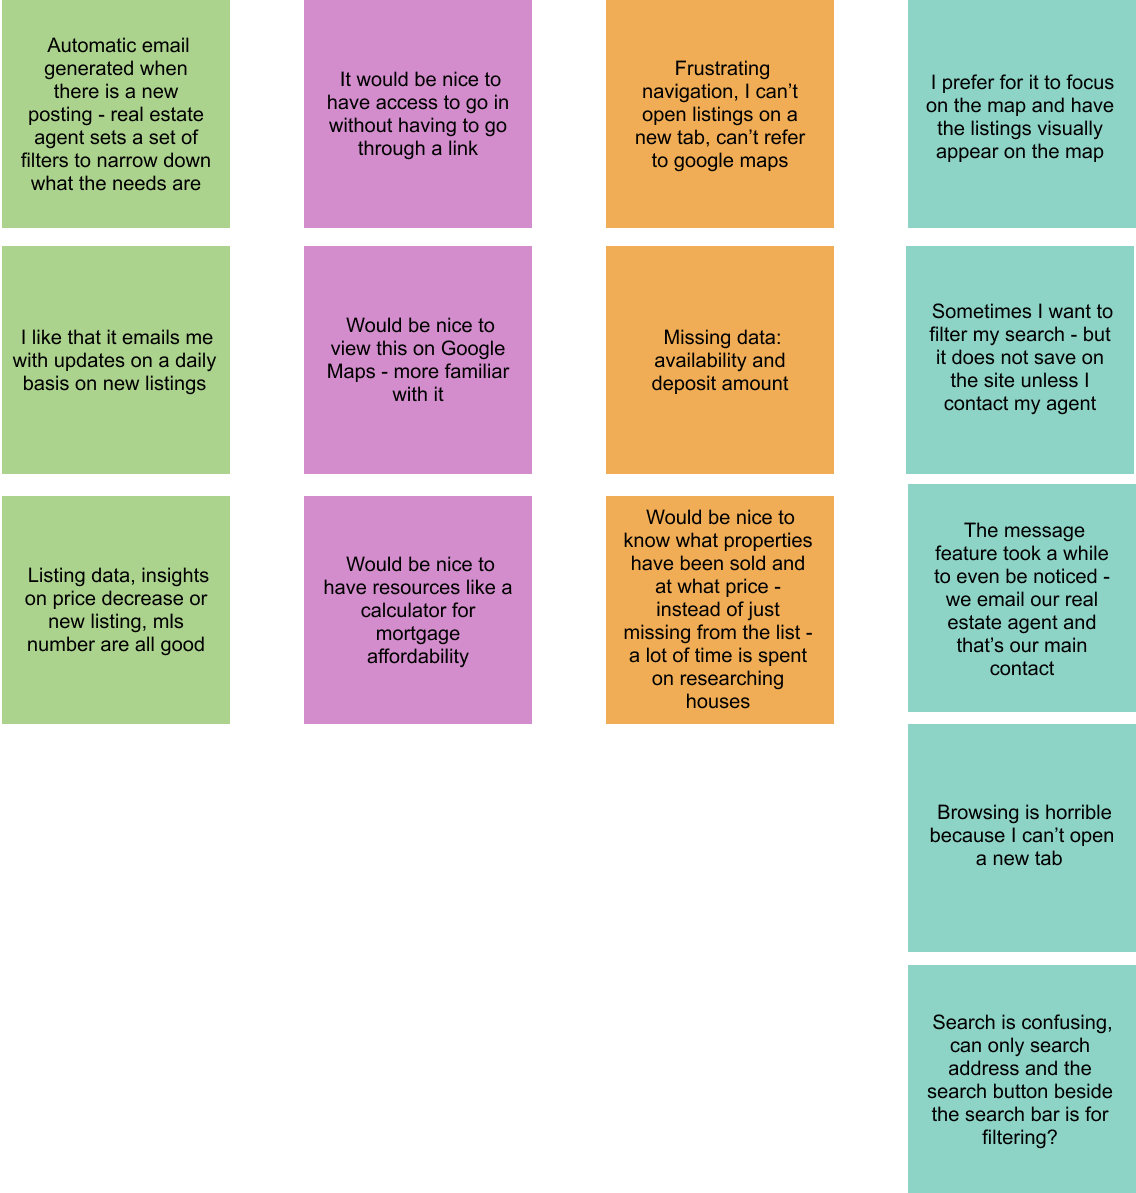 Automatic email
generated when
there is a new
posting - real estate
agent sets a set of
filters to narrow down
what the needs are
It would be nice to
have access to go in
without having to go
through a link
Frustrating
navigation, I can’t
open listings on a
new tab, can’t refer
to google maps
I prefer for it to focus
on the map and have
the listings visually
appear on the map
I like that it emails me
with updates on a daily
basis on new listings
Would be nice to
view this on Google
Maps - more familiar
with it
Missing data:
availability and
deposit amount
Sometimes I want to
filter my search - but
it does not save on
the site unless I
contact my agent
Listing data, insights
on price decrease or
new listing, mls
number are all good
Would be nice to
have resources like a
calculator for
mortgage
affordability
Would be nice to
know what properties
have been sold and
at what price -
instead of just
missing from the list -
a lot of time is spent
on researching
houses
The message
feature took a while
to even be noticed -
we email our real
estate agent and
that’s our main
contact
Browsing is horrible
because I can’t open
a new tab
Search is confusing,
can only search
address and the
search button beside
the search bar is for
filtering?